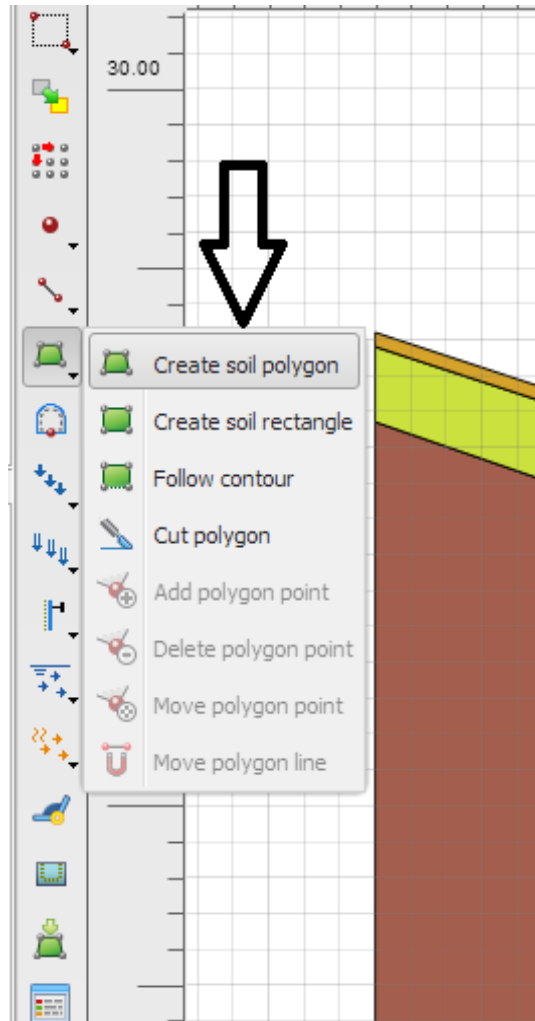 30.00
Create soil polygon
Create soil rectangle
Follow contour
Cut polygon
Add polygon point
Delete polygon point
Move polygon point
Move polygon line